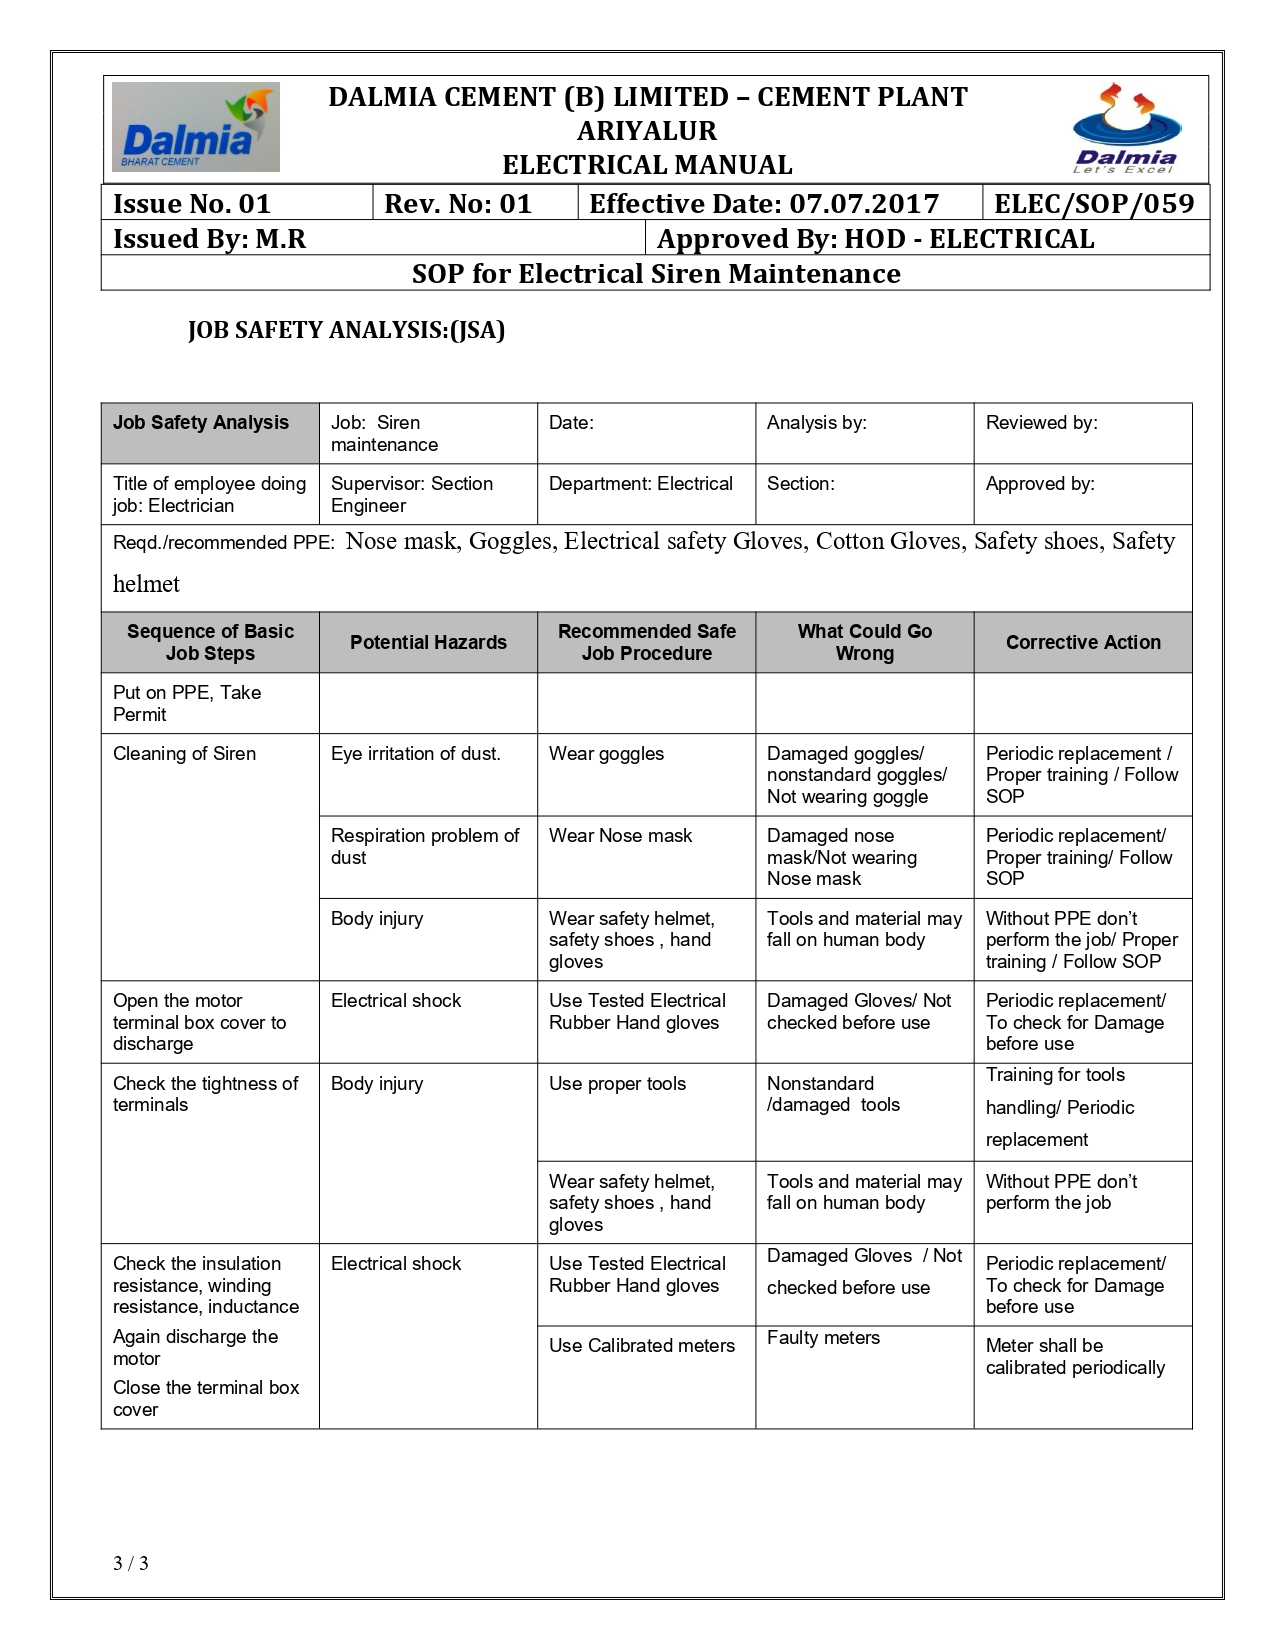 Dalmia
BHARAT CEMENT
DALMIA CEMENT (B) LIMITED – CEMENT PLANT
ARIYALUR
ELECTRICAL MANUAL
Dalmia
Let's Excel
Issue No. 01 Rev. No: 01 Effective Date: 07.07.2017 ELEC/SOP/059
Issued By: M.R Approved By: HOD - ELECTRICAL
SOP for Electrical Siren Maintenance
JOB SAFETY ANALYSIS:(JSA)
Job Safety Analysis
Job: Siren
maintenance
Date:
Analysis by:
Reviewed by:
Title of employee doing
job: Electrician
Supervisor: Section
Engineer
Department: Electrical
Section:
Approved by:
Reqd./recommended PPE: Nose mask, Goggles, Electrical safety Gloves, Cotton Gloves, Safety shoes, Safety
helmet
Sequence of Basic
Job Steps
Potential Hazards
Recommended Safe
Job Procedure
What Could Go
Wrong
Corrective Action
Put on PPE, Take
Permit
Cleaning of Siren
Eye irritation of dust.
Wear goggles
Damaged goggles/
nonstandard goggles/
Not wearing goggle
Periodic replacement /
Proper training / Follow
SOP
Respiration problem of
dust
Wear Nose mask
Damaged nose
mask/Not wearing
Nose mask
Periodic replacement/
Proper training/ Follow
SOP
Body injury
Wear safety helmet,
safety shoes , hand
gloves
Tools and material may
fall on human body
Without PPE don’t
perform the job/ Proper
training / Follow SOP
Open the motor
terminal box cover to
discharge
Electrical shock
Use Tested Electrical
Rubber Hand gloves
Damaged Gloves/ Not
checked before use
Periodic replacement/
To check for Damage
before use
Check the tightness of
terminals
Body injury
Use proper tools
Nonstandard
/damaged tools
Training for tools
handling/ Periodic
replacement
Wear safety helmet,
safety shoes , hand
gloves
Tools and material may
fall on human body
Without PPE don’t
perform the job
Check the insulation
resistance, winding
resistance, inductance
Again discharge the
motor
Close the terminal box
cover
Electrical shock
Use Tested Electrical
Rubber Hand gloves
Damaged Gloves / Not
checked before use
Periodic replacement/
To check for Damage
before use
Use Calibrated meters
Faulty meters
Meter shall be
calibrated periodically
3 / 3